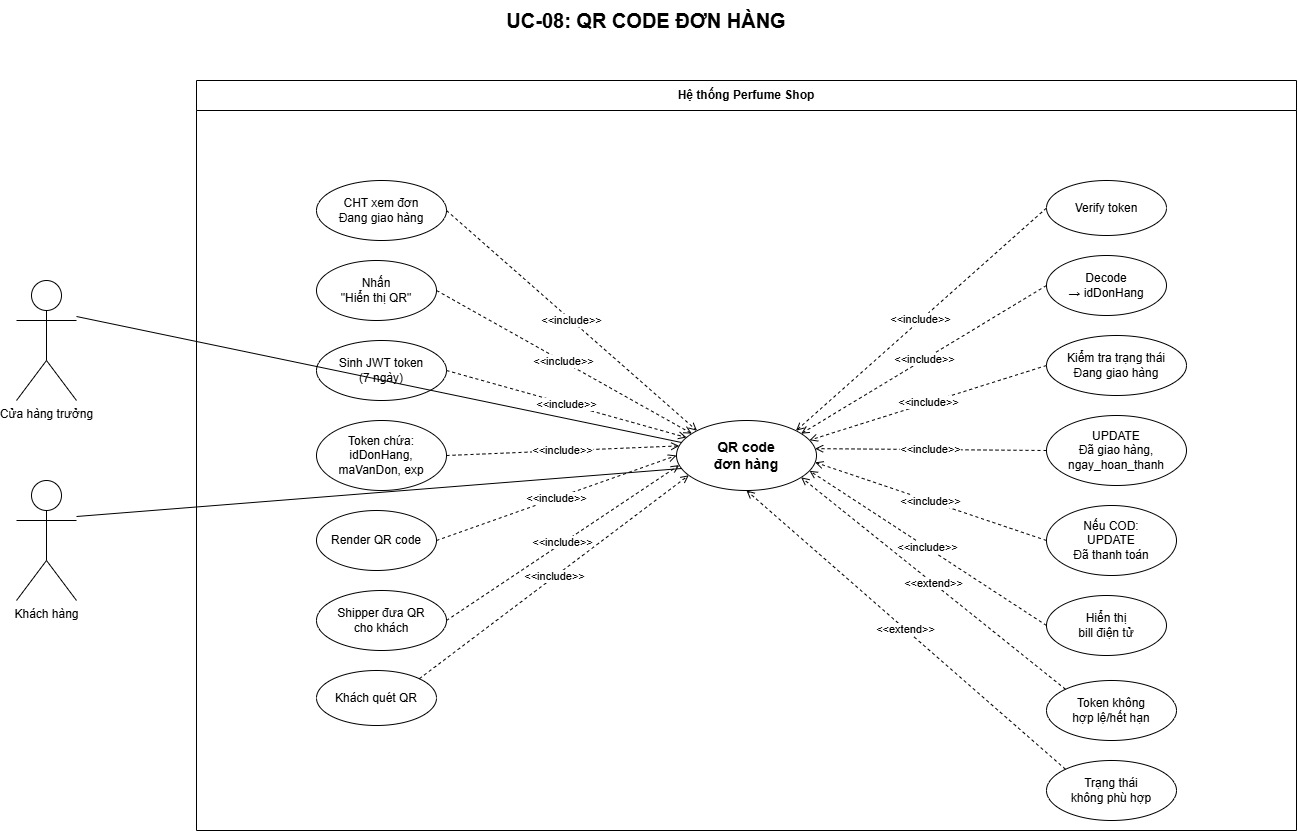 UC-08: QR CODE ĐƠN HÀNG
Hệ thống Perfume Shop
CHT xem đơn
Đang giao hàng
Nhấn
"Hiển thị QR"
Sinh JWT token
(7 ngày)
Token chứa:
idDonHang,
maVanDon, exp
Render QR code
Shipper đưa QR
cho khách
Khách quét QR
Cửa hàng trưởng
Khách hàng
<<include>>
<<include>>
<<include>>
<<include>>
<<include>>
<<include>>
<<include>>
QR code
đơn hàng
<<include>>
<<include>>
<<include>>
<<include>>
<<include>>
<<include>>
<<extend>>
<<extend>>
Verify token
Decode
→ idDonHang
Kiểm tra trạng thái
Đang giao hàng
UPDATE
Đã giao hàng,
ngay_hoan_thanh
Nếu COD:
UPDATE
Đã thanh toán
Hiển thị
bill điện tử
Token không
hợp lệ/hết hạn
Trạng thái
không phù hợp